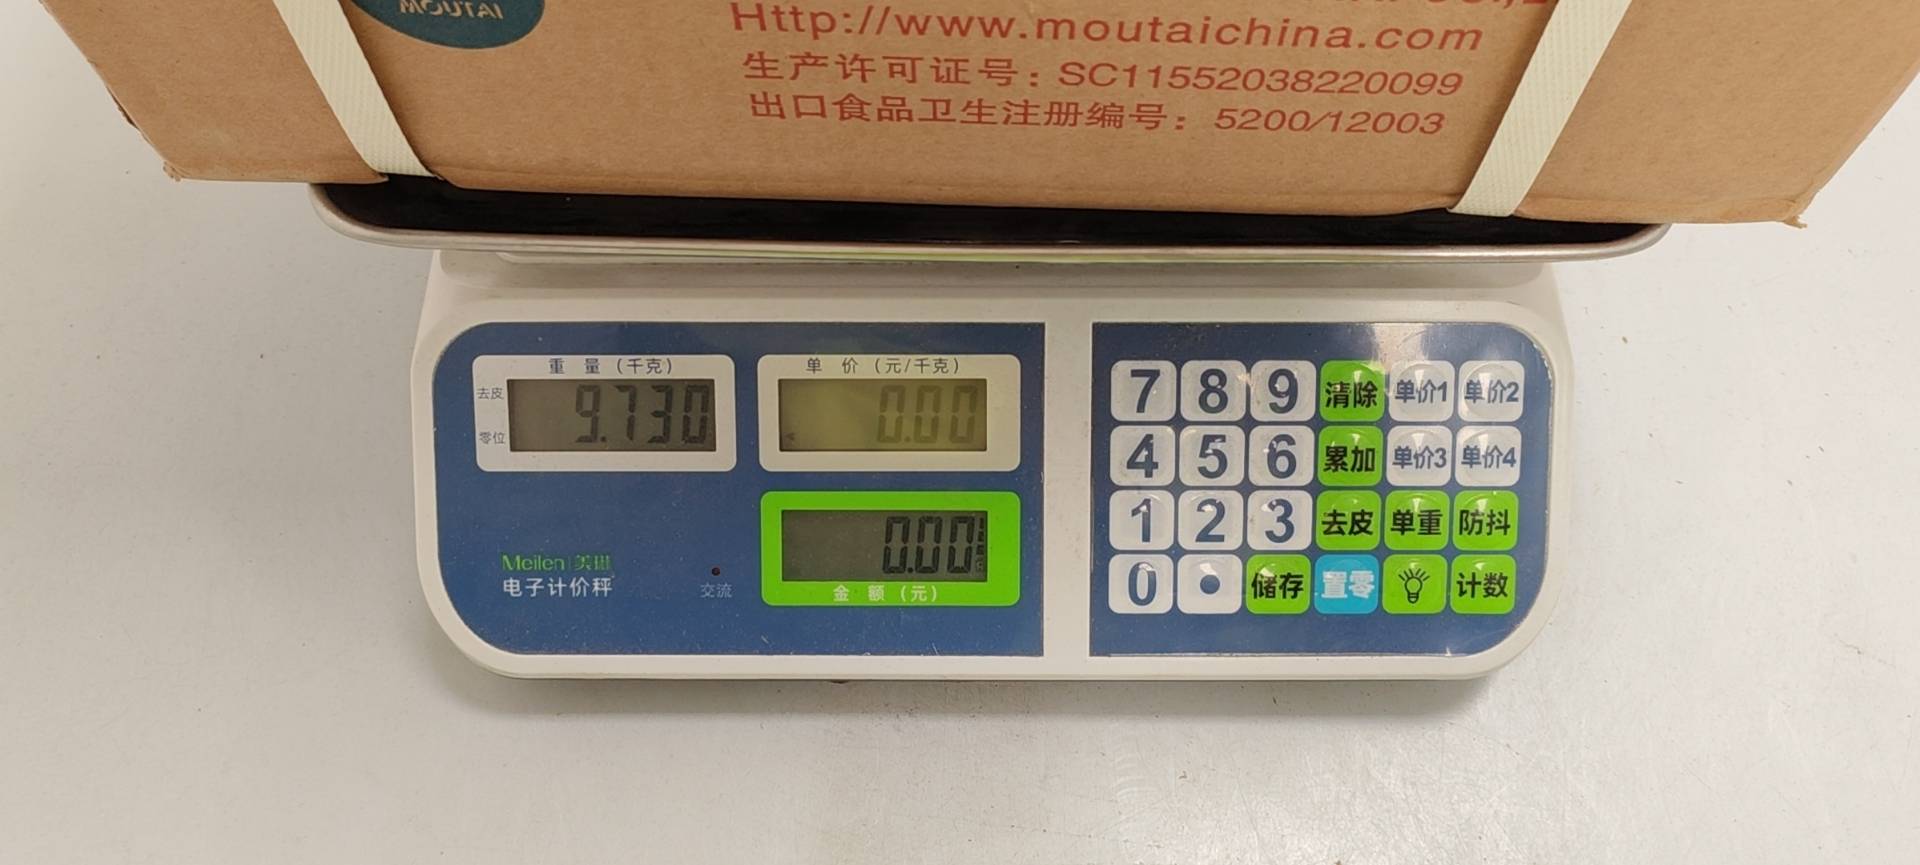 MOUTAI
Http://www.moutaichina.com
生产许可证号：SC11552038220099
出口食品卫生注册编号：5200/12003
重 量（千克）
单 价（元/千克）
去皮
零位
9.730
0.00
0.00
金 额（元）
Meilen 美琳
电子计价秤
交流
7 8 9 清除 单价1 单价2
4 5 6 累加 单价3 单价4
1 2 3 去皮 单重 防抖
0 • 储存 置零 计数